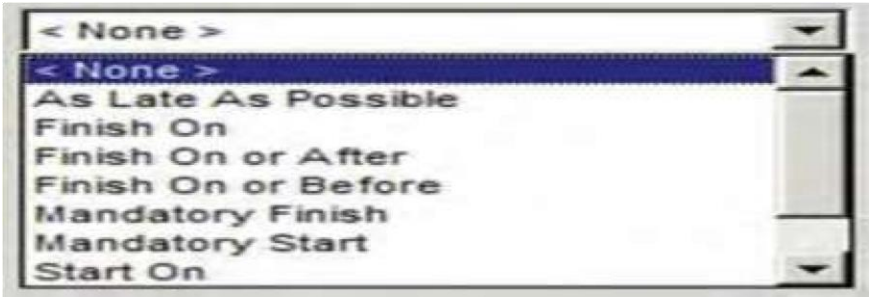 < None >
< None >
As Late As Possible
Finish On
Finish On or After
Finish On or Before
Mandatory Finish
Mandatory Start
Start On